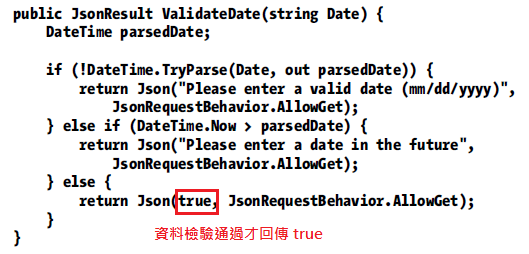 public JsonResult ValidateDate(string Date) {
    DateTime parsedDate;

    if (!DateTime.TryParse(Date, out parsedDate)) {
        return Json("Please enter a valid date (mm/dd/yyyy)",
            JsonRequestBehavior.AllowGet);
    } else if (DateTime.Now > parsedDate) {
        return Json("Please enter a date in the future",
            JsonRequestBehavior.AllowGet);
    } else {
        return Json(true, JsonRequestBehavior.AllowGet);
    }
}
資料檢驗通過才回傳 true